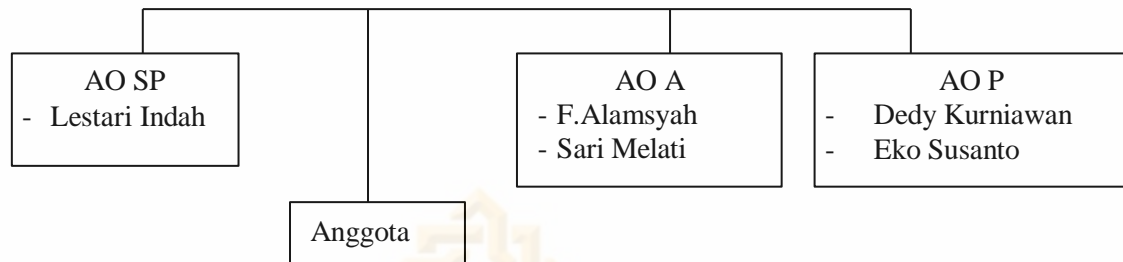 AO SP
- Lestari Indah
AO A
- F.Alamsyah
- Sari Melati
AO P
- Dedy Kurniawan
- Eko Susanto
Anggota